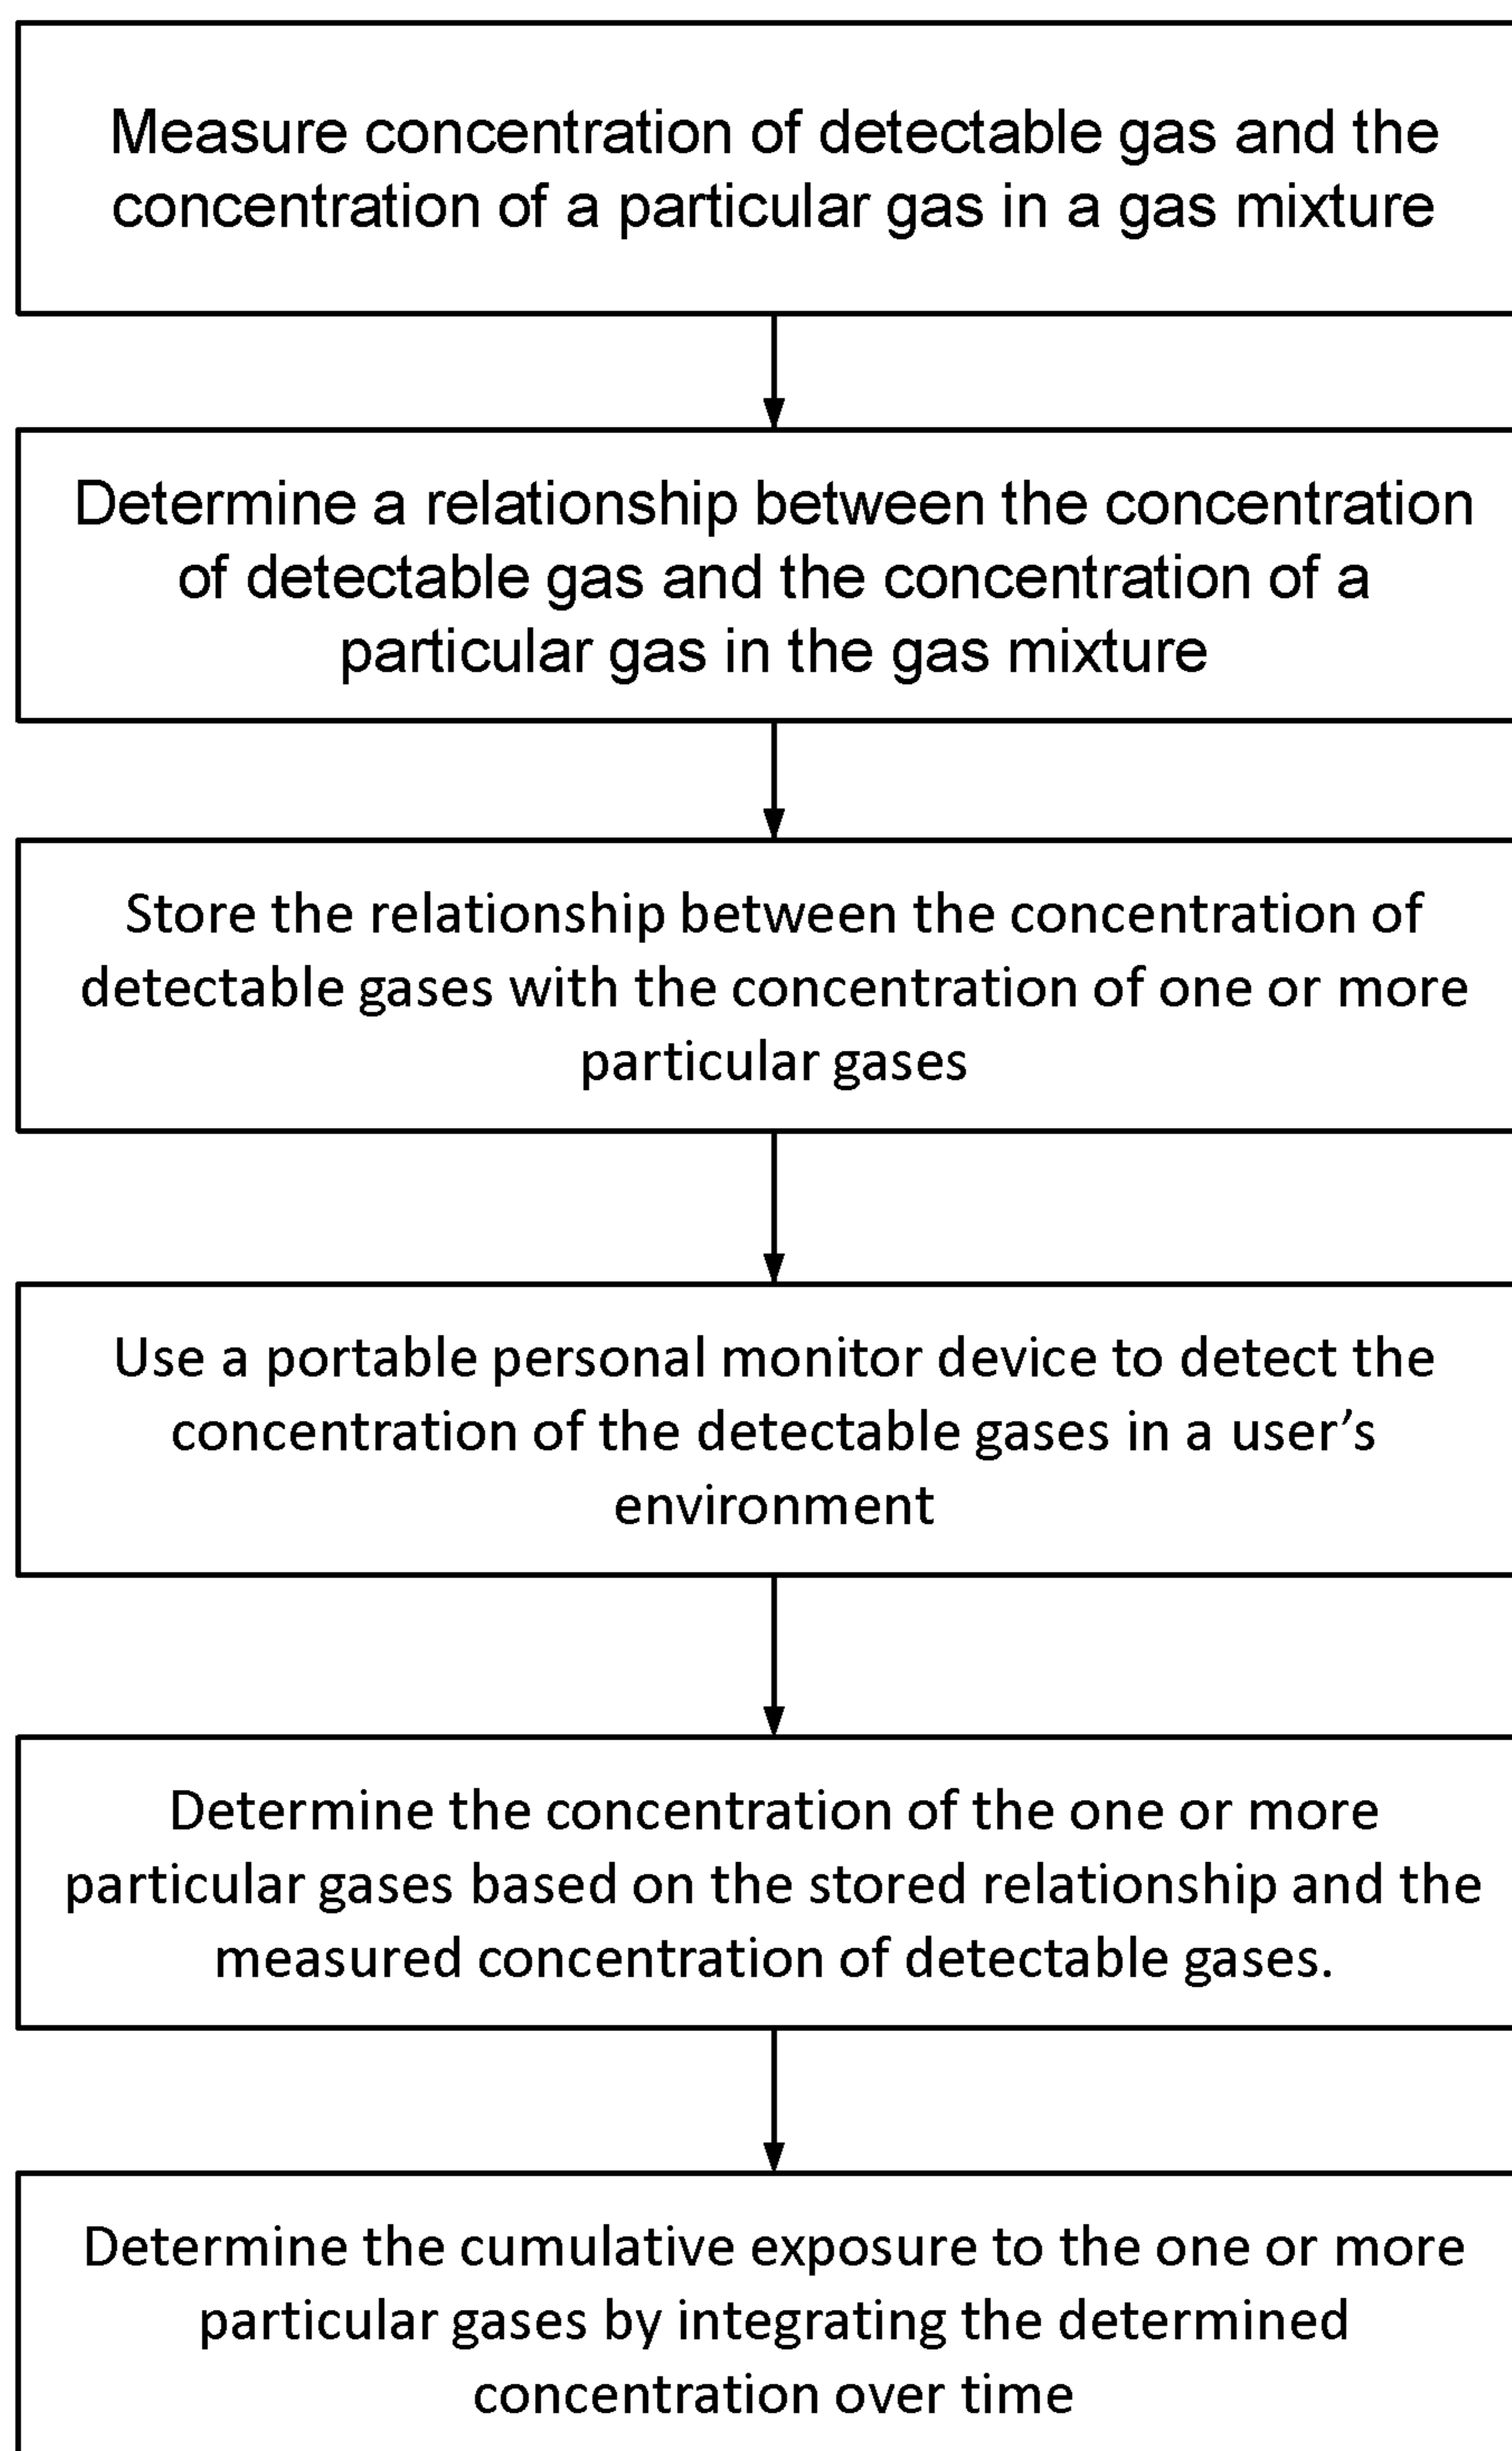 Measure concentration of detectable gas and the
concentration of a particular gas in a gas mixture
Determine a relationship between the concentration
of detectable gas and the concentration of a
particular gas in the gas mixture
Store the relationship between the concentration of
detectable gases with the concentration of one or more
particular gases
Use a portable personal monitor device to detect the
concentration of the detectable gases in a user’s
environment
Determine the concentration of the one or more
particular gases based on the stored relationship and the
measured concentration of detectable gases.
Determine the cumulative exposure to the one or more
particular gases by integrating the determined
concentration over time